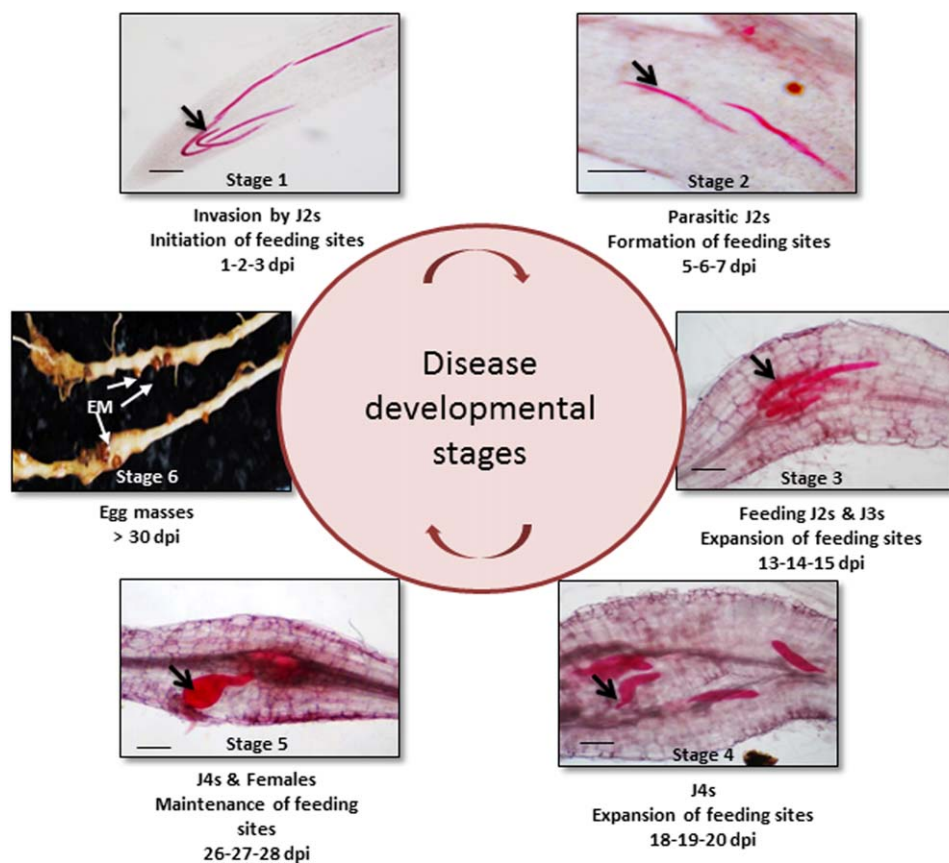 Stage 1
Invasion by J2s
Initiation of feeding sites
1-2-3 dpi
Stage 2
Parasitic J2s
Formation of feeding sites
5-6-7 dpi
Disease
developmental
stages
Stage 3
Feeding J2s & J3s
Expansion of feeding sites
13-14-15 dpi
Stage 4
J4s
Expansion of feeding sites
18-19-20 dpi
Stage 5
J4s & Females
Maintenance of feeding
sites
26-27-28 dpi
EM
Stage 6
Egg masses
> 30 dpi